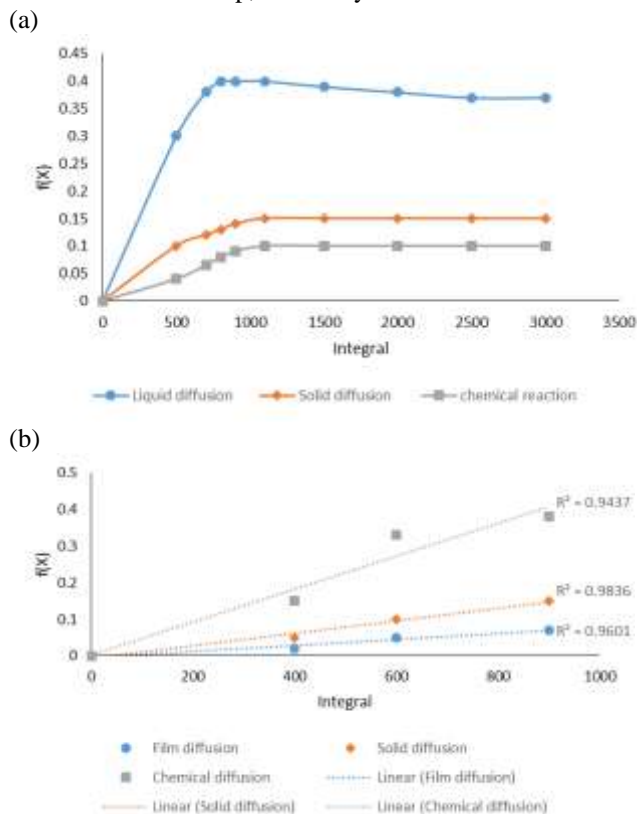 (a)
0.45
0.4
0.35
0.3
0.25
0.2
0.15
0.1
0.05
0
f(X)
0 500 1000 1500 2000 2500 3000 3500
Integral
Liquid diffusion Solid diffusion chemical reaction
(b)
0.5
0.4
0.3
0.2
0.1
0
f(X)
R² = 0.9437
R² = 0.9836
R² = 0.9601
0 200 400 600 800 1000
Integral
Film diffusion Solid diffusion
Chemical diffusion Linear (Film diffusion)
Linear (Solid diffusion) Linear (Chemical diffusion)